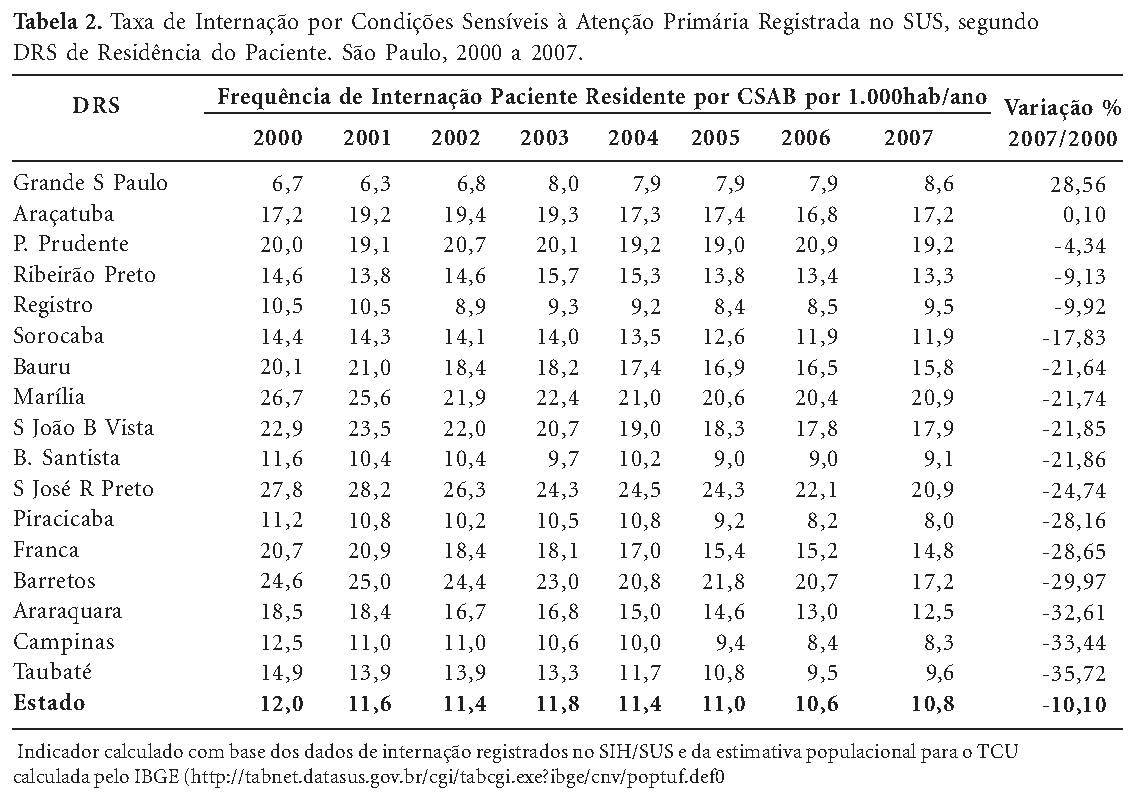 Tabela 2. Taxa de Internação por Condições Sensíveis à Atenção Primária Registrada no SUS, segundo
DRS de Residência do Paciente. São Paulo, 2000 a 2007.
DRS Frequência de Internação Paciente Residente por CSAB por 1.000hab/ano Variação %
2000 2001 2002 2003 2004 2005 2006 2007 2007/2000
Grande S Paulo 6,7 6,3 6,8 8,0 7,9 7,9 7,9 8,6 28,56
Araçatuba 17,2 19,2 19,4 19,3 17,3 17,4 16,8 17,2 0,10
P. Prudente 20,0 19,1 20,7 20,1 19,2 19,0 20,9 19,2 -4,34
Ribeirão Preto 14,6 13,8 14,6 15,7 15,3 13,8 13,4 13,3 -9,13
Registro 10,5 10,5 8,9 9,3 9,2 8,4 8,5 9,5 -9,92
Sorocaba 14,4 14,3 14,1 14,0 13,5 12,6 11,9 11,9 -17,83
Bauru 20,1 21,0 18,4 18,2 17,4 16,9 16,5 15,8 -21,64
Marília 26,7 25,6 21,9 22,4 21,0 20,6 20,4 20,9 -21,74
S João B Vista 22,9 23,5 22,0 20,7 19,0 18,3 17,8 17,9 -21,85
B. Santista 11,6 10,4 10,4 9,7 10,2 9,0 9,0 9,1 -21,86
S José R Preto 27,8 28,2 26,3 24,3 24,5 24,3 22,1 20,9 -24,74
Piracicaba 11,2 10,8 10,2 10,5 10,8 9,2 8,2 8,0 -28,16
Franca 20,7 20,9 18,4 18,1 17,0 15,4 15,2 14,8 -28,65
Barretos 24,6 25,0 24,4 23,0 20,8 21,8 20,7 17,2 -29,97
Araraquara 18,5 18,4 16,7 16,8 15,0 14,6 13,0 12,5 -32,61
Campinas 12,5 11,0 11,0 10,6 10,0 9,4 8,4 8,3 -33,44
Taubaté 14,9 13,9 13,9 13,3 11,7 10,8 9,5 9,6 -35,72
Estado 12,0 11,6 11,4 11,8 11,4 11,0 10,6 10,8 -10,10
Indicador calculado com base dos dados de internação registrados no SIH/SUS e da estimativa populacional para o TCU
calculada pelo IBGE (http://tabnet.datasus.gov.br/cgi/tabcgi.exe?ibge/cnv/poptuf.def0